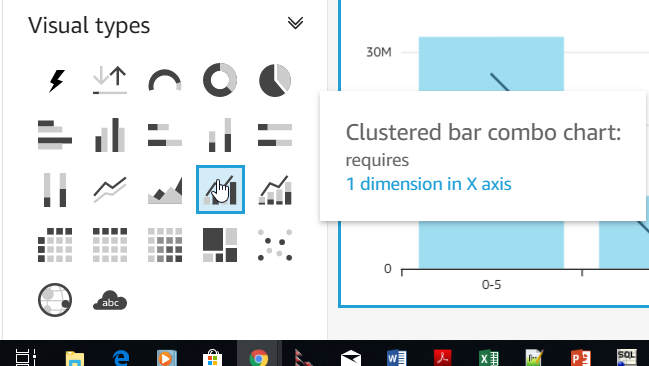 Visual types
30M
Clustered bar combo chart:
requires
1 dimension in X axis
0
0-5
abc
SQL